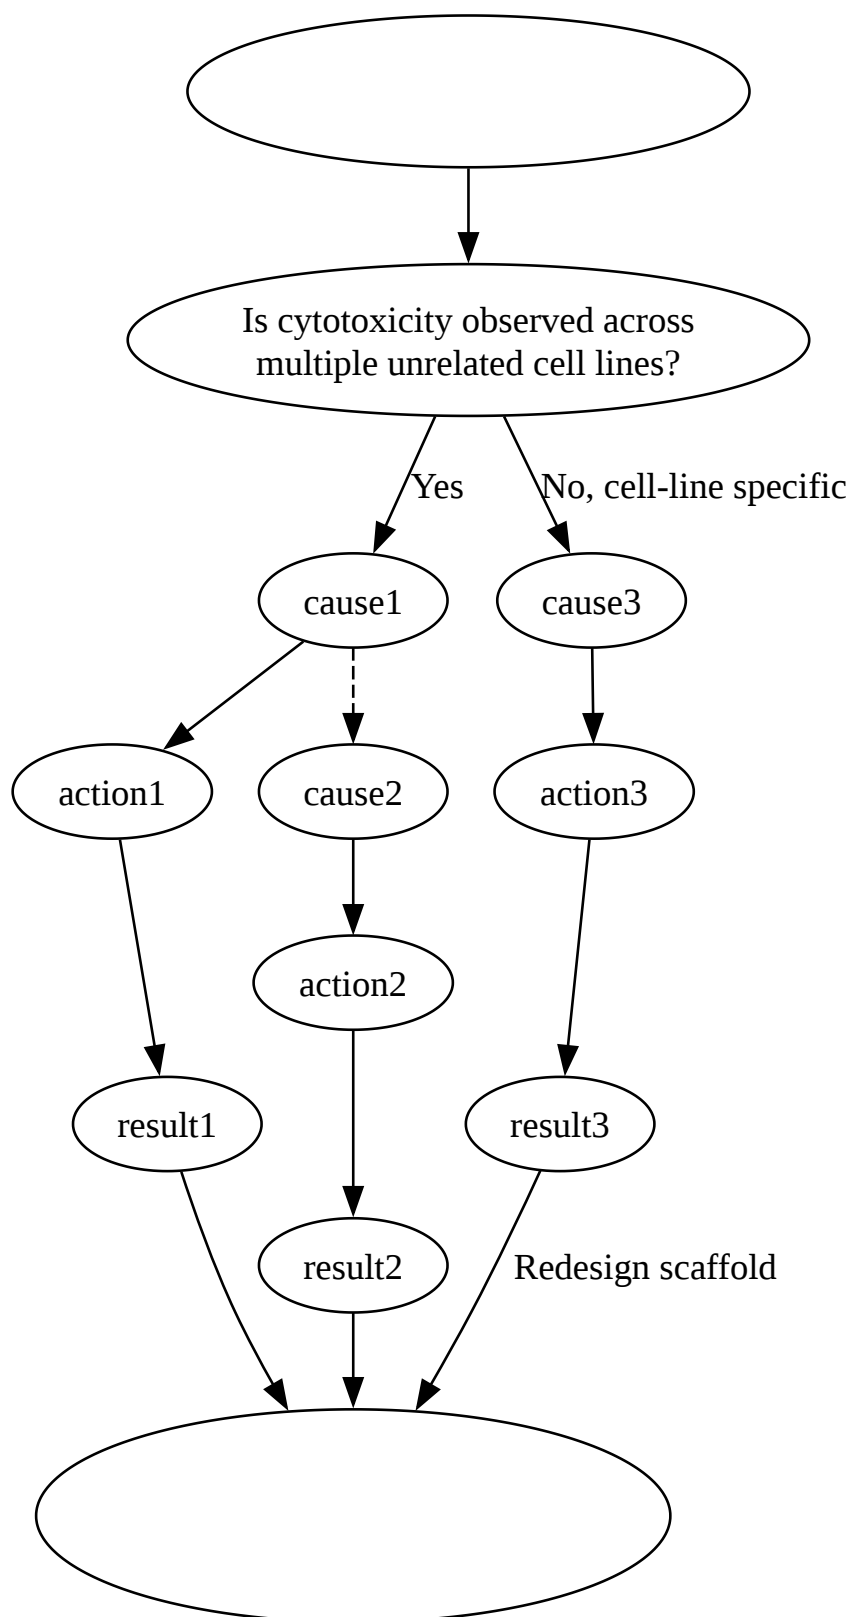 Is cytotoxicity observed across
multiple unrelated cell lines?
Yes
No, cell-line specific
cause1
cause3
action1
cause2
action3
action2
result1
result3
result2
Redesign scaffold